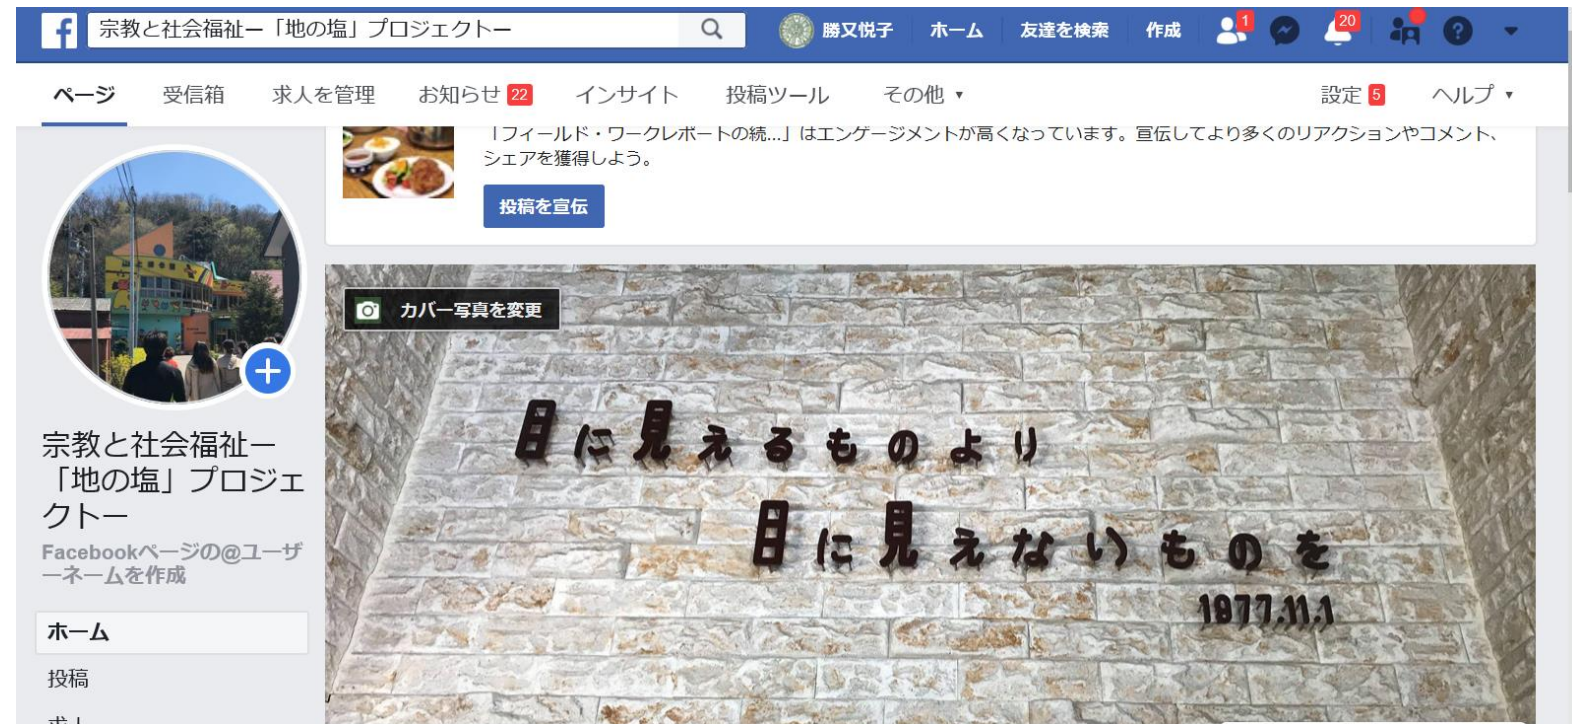 宗教と社会福祉ー「地の塩」プロジェクトー
勝又悦子 ホーム 友達を検索 作成 1 20
ページ 受信箱 求人を管理 お知らせ 22 インサイト 投稿ツール その他 設定 5 ヘルプ
「フィールド・ワークレポートの続...」はエンゲージメントが高くなっています。宣伝してより多くのリアクションやコメント、
シェアを獲得しよう。
投稿を宣伝
カバー写真を変更
目に見えるものより
目に見えないものを
1977.11.1
宗教と社会福祉ー
「地の塩」プロジェ
クトー
Facebookページの@ユーザ
ーネームを作成
ホーム
投稿